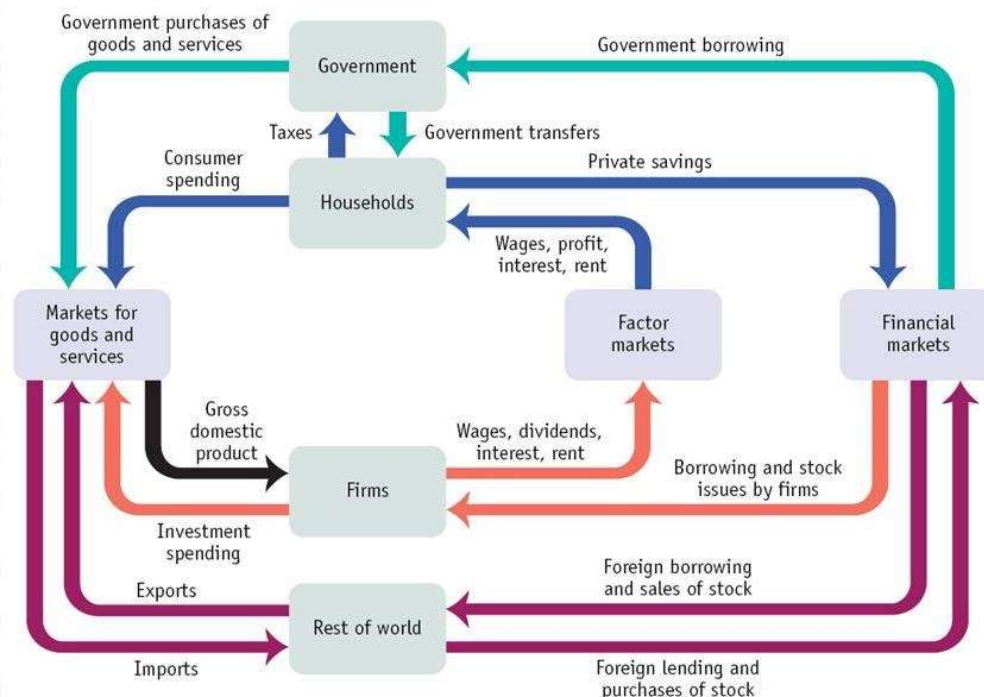 Government purchases of
goods and services
Government
Government borrowing
Taxes
Government transfers
Consumer
spending
Private savings
Households
Wages, profit,
interest, rent
Markets for
goods and
services
Factor
markets
Financial
markets
Gross
domestic
product
Wages, dividends,
interest, rent
Firms
Borrowing and stock
issues by firms
Investment
spending
Exports
Foreign borrowing
and sales of stock
Rest of world
Imports
Foreign lending and
purchases of stock